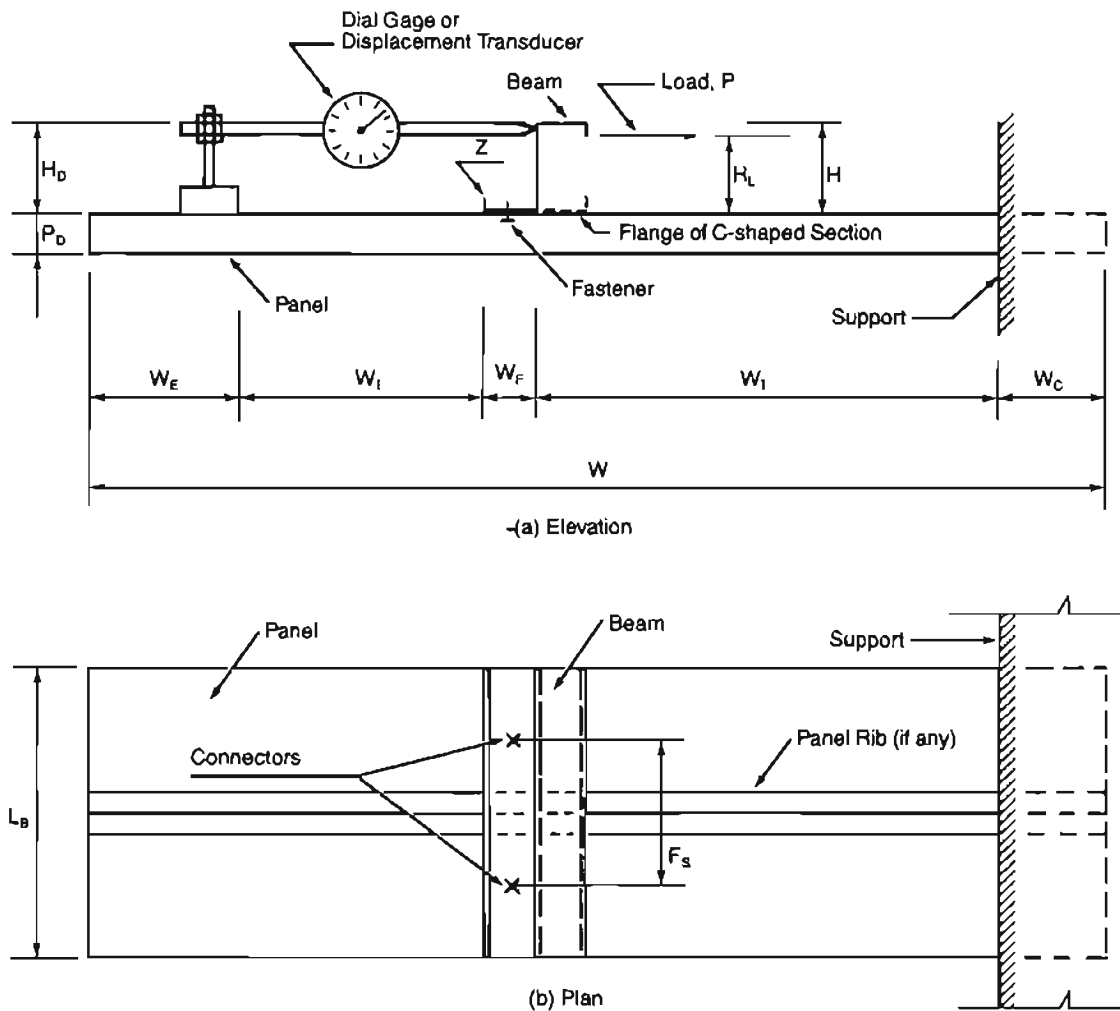 Dial Gage or
Displacement Transducer
Beam
Load, P
Z
H_D
R_L
H
P_D
Flange of C-shaped Section
Fastener
Panel
Support
W_E
W_I
W_F
W_1
W_C
W
(a) Elevation
Panel
Beam
Support
Connectors
Panel Rib (if any)
L_B
F_S
(b) Plan